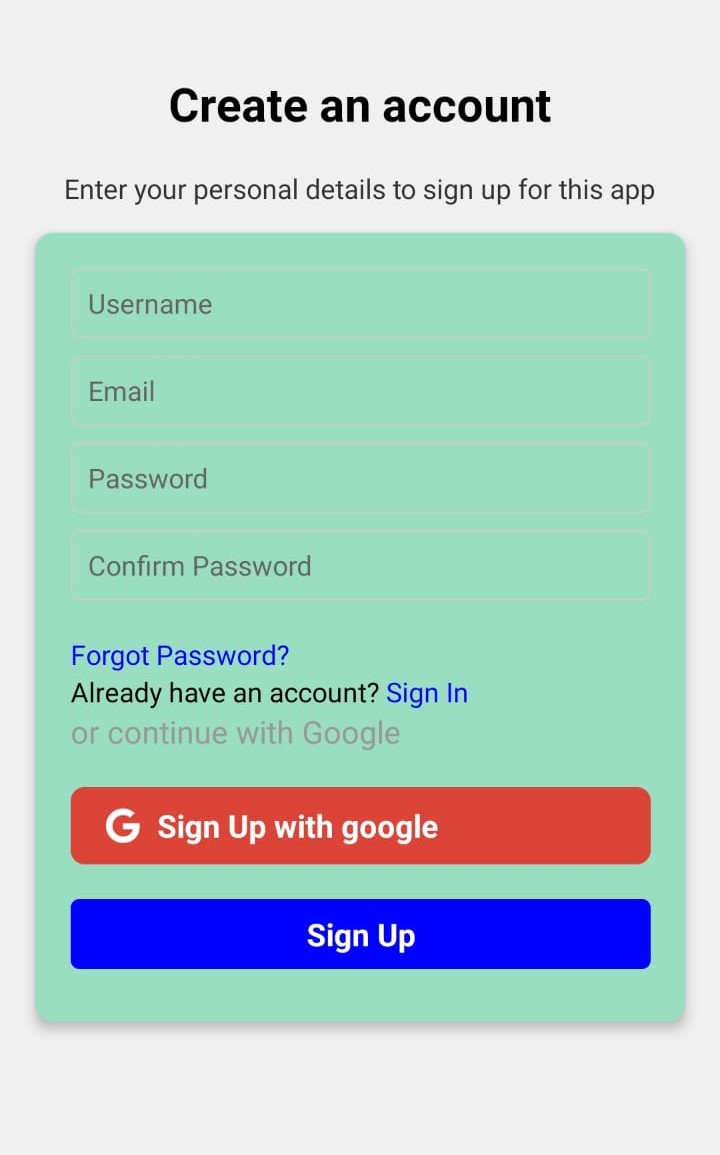 Create an account
Enter your personal details to sign up for this app
Username
Email
Password
Confirm Password
Forgot Password?
Already have an account? Sign In
or continue with Google
G Sign Up with google
Sign Up